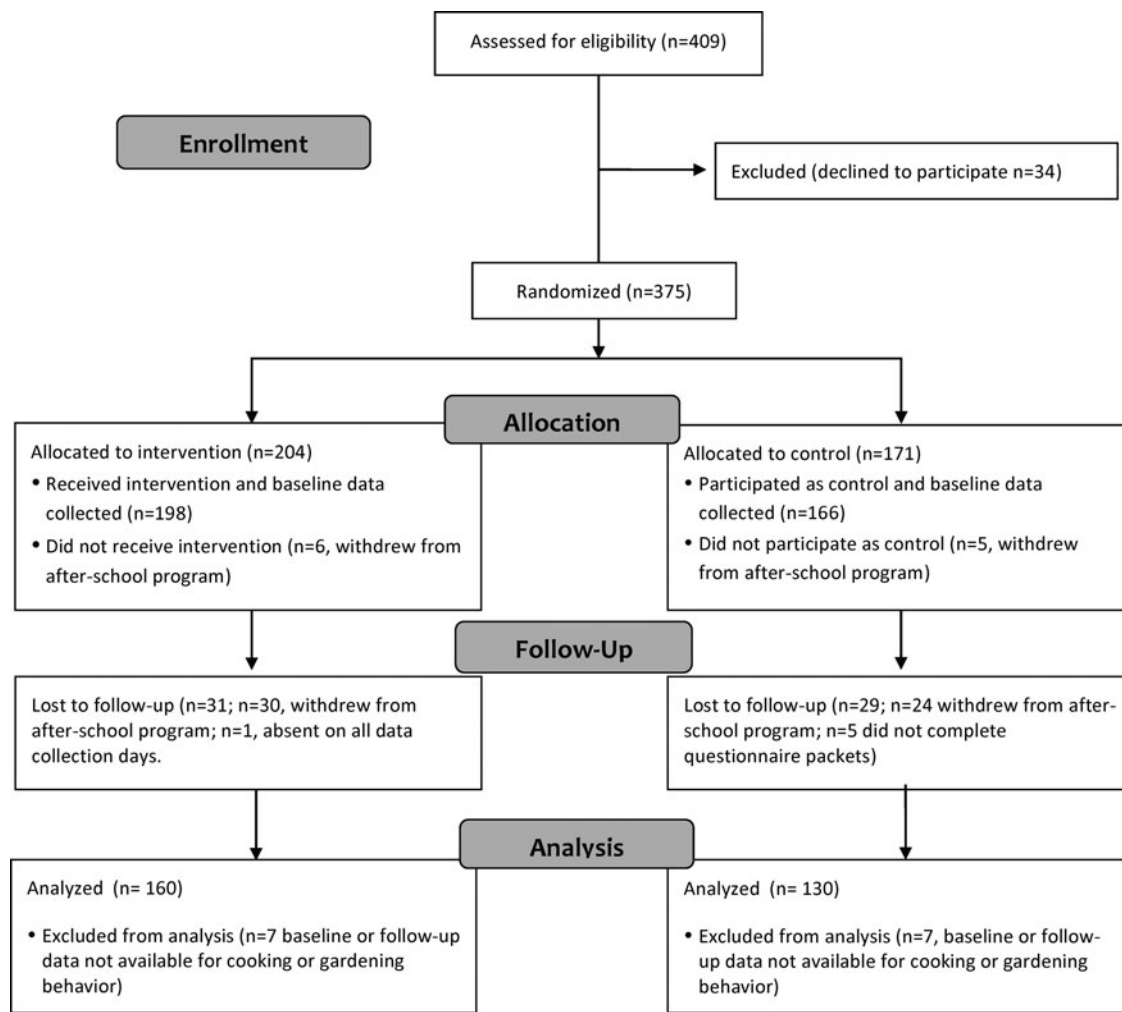 Assessed for eligibility (n=409)
Enrollment
Excluded (declined to participate n=34)
Randomized (n=375)
Allocation
Allocated to intervention (n=204)
• Received intervention and baseline data
collected (n=198)
• Did not receive intervention (n=6, withdrew from
after-school program)
Allocated to control (n=171)
• Participated as control and baseline data
collected (n=166)
• Did not participate as control (n=5, withdrew
from after-school program)
Follow-Up
Lost to follow-up (n=31; n=30, withdrew from
after-school program; n=1, absent on all data
collection days.
Lost to follow-up (n=29; n=24 withdrew from after-
school program; n=5 did not complete
questionnaire packets)
Analysis
Analyzed (n= 160)
• Excluded from analysis (n=7 baseline or follow-up
data not available for cooking or gardening
behavior)
Analyzed (n= 130)
• Excluded from analysis (n=7, baseline or follow-
up data not available for cooking or gardening
behavior)